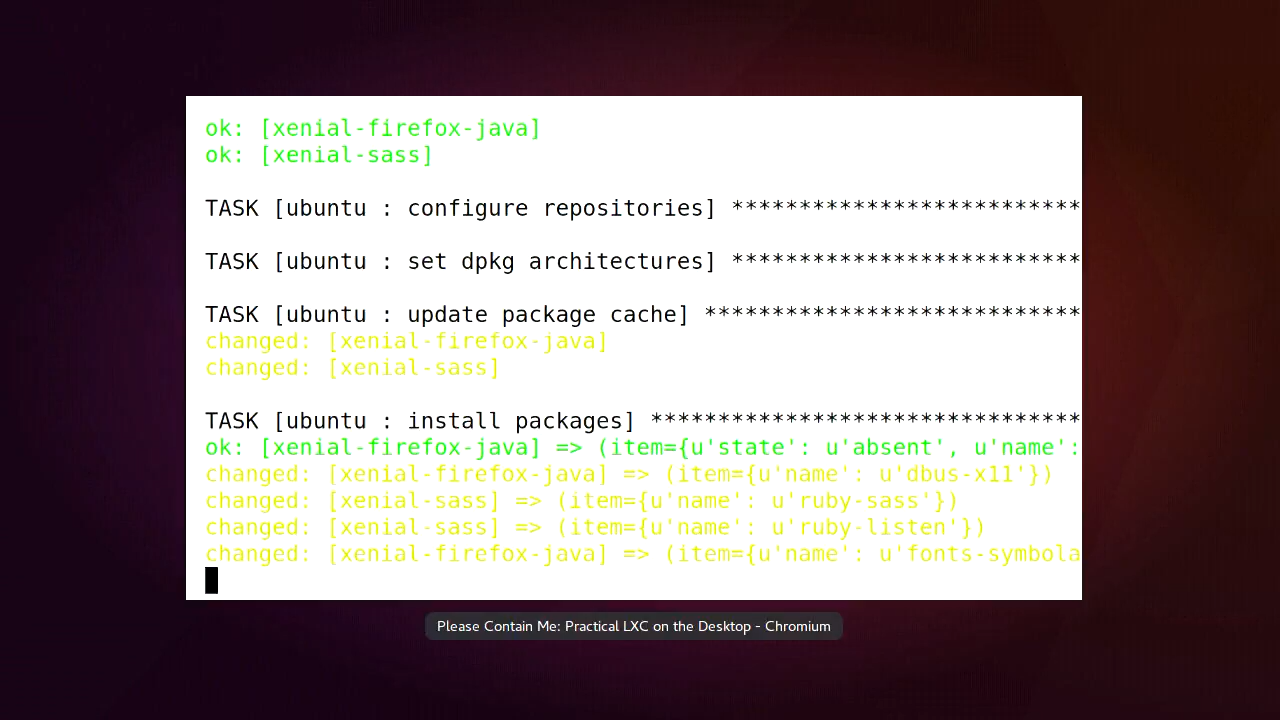 ok: [xenial-firefox-java]
ok: [xenial-sass]
TASK [ubuntu : configure repositories] **************************
TASK [ubuntu : set dpkg architectures] **************************
TASK [ubuntu : update package cache] ****************************
changed: [xenial-firefox-java]
changed: [xenial-sass]
TASK [ubuntu : install packages] ********************************
ok: [xenial-firefox-java] => (item={u'state': u'absent', u'name':
changed: [xenial-firefox-java] => (item={u'name': u'dbus-x11'})
changed: [xenial-sass] => (item={u'name': u'ruby-sass'})
changed: [xenial-sass] => (item={u'name': u'ruby-listen'})
changed: [xenial-firefox-java] => (item={u'name': u'fonts-symbola
Please Contain Me: Practical LXC on the Desktop - Chromium